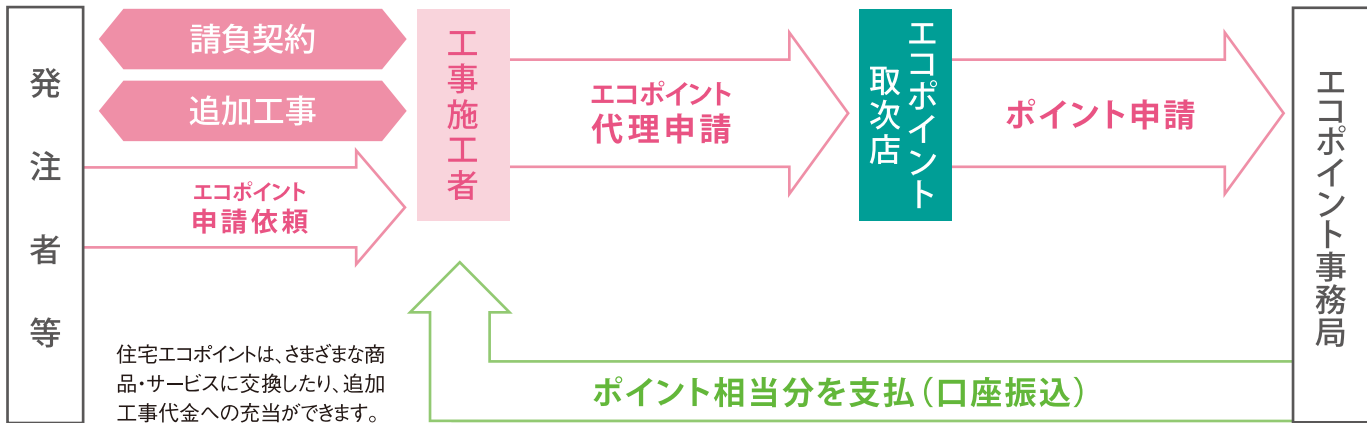 発注者等
請負契約
追加工事
エコポイント
申請依頼
工事施工者
エコポイント
代理申請
エコポイント
取次店
ポイント申請
エコポイント事務局
ポイント相当分を支払（口座振込）
住宅エコポイントは、さまざまな商
品・サービスに交換したり、追加
工事代金への充当ができます。